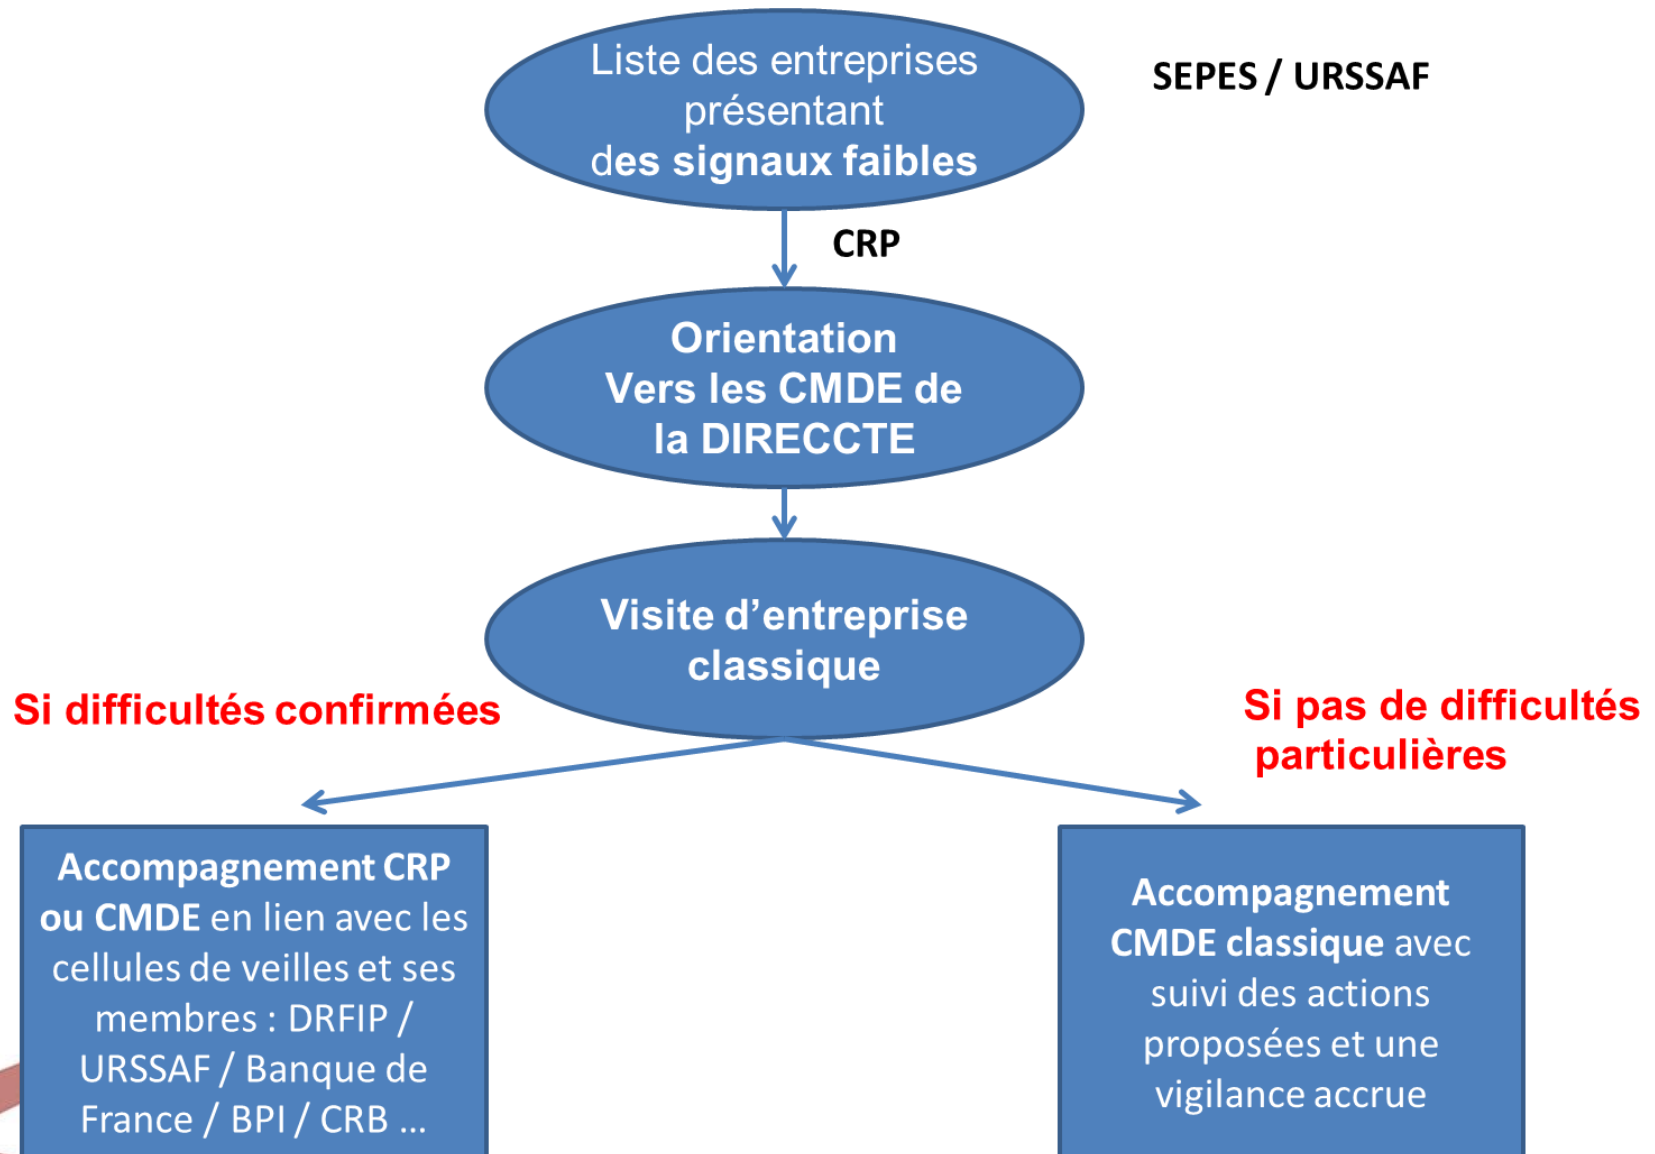 Liste des entreprises
présentant
des signaux faibles
SEPES / URSSAF
CRP
Orientation
Vers les CMDE de
la DIRECCTE
Visite d’entreprise
classique
Si difficultés confirmées
Si pas de difficultés
particulières
Accompagnement CRP
ou CMDE en lien avec les
cellules de veilles et ses
membres : DRFIP /
URSSAF / Banque de
France / BPI / CRB ...
Accompagnement
CMDE classique avec
suivi des actions
proposées et une
vigilance accrue